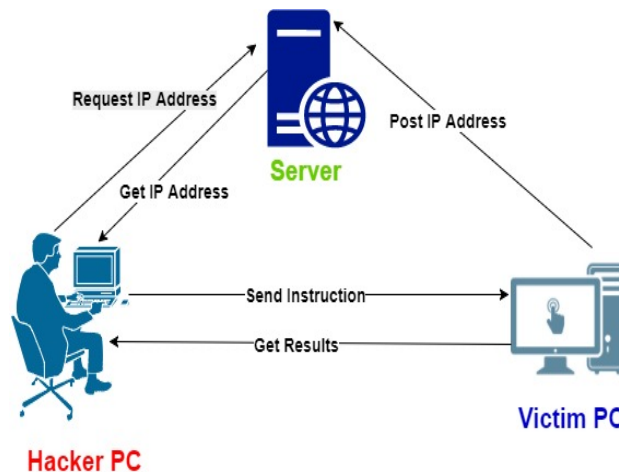 Request IP Address
Post IP Address
Server
Get IP Address
Send Instruction
Get Results
Victim PC
Hacker PC